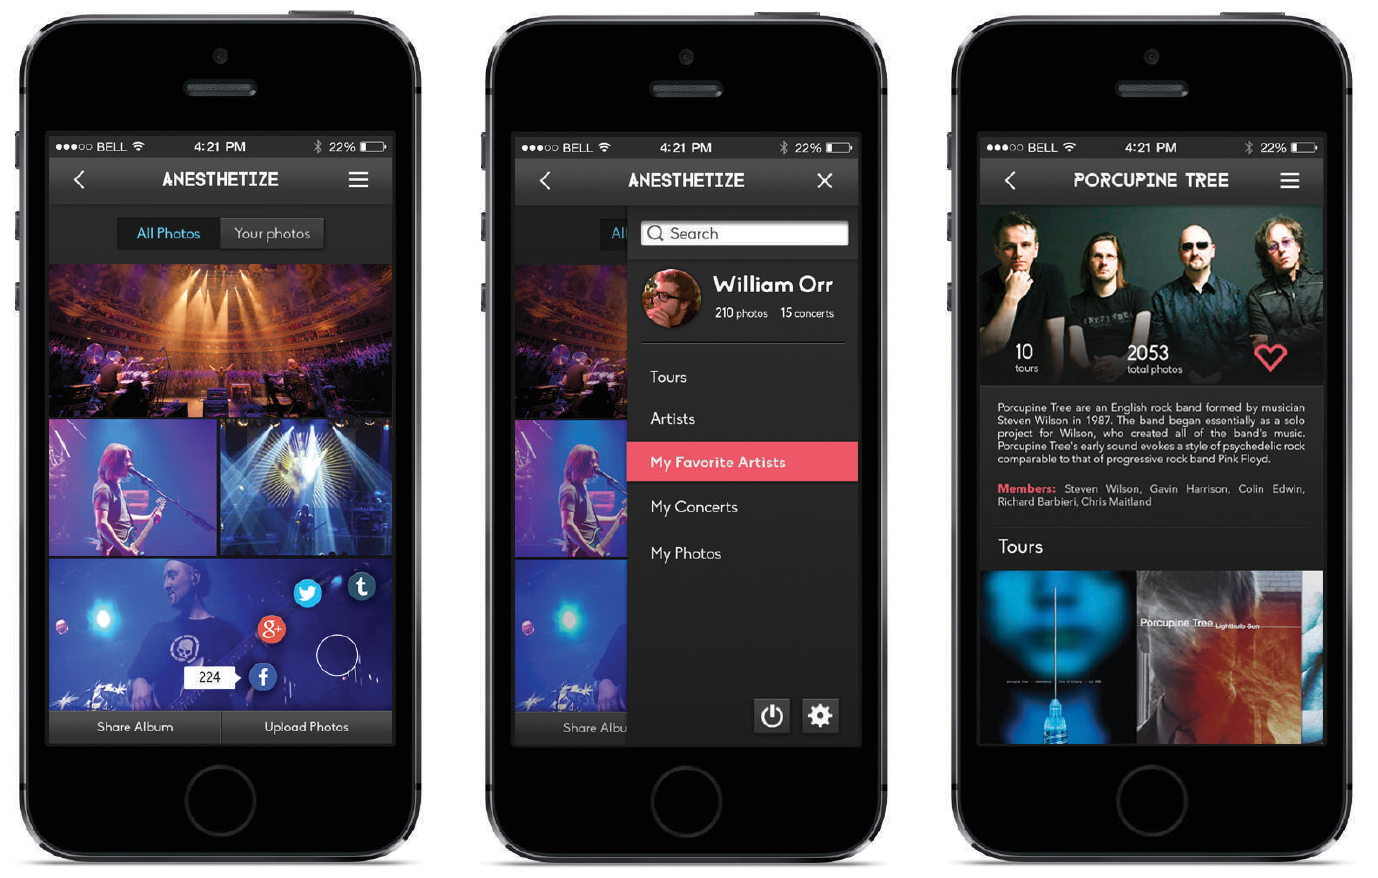 BELL 4:21 PM 22%
ANESTHETIZE
All Photos Your photos
224
Share Album Upload Photos
BELL 4:21 PM 22%
ANESTHETIZE
Al
Search
William Orr
210 photos 15 concerts
Tours
Artists
My Favorite Artists
My Concerts
My Photos
Share Albu
BELL 4:21 PM 22%
PORCUPINE TREE
10
tours
2053
total photos
Porcupine Tree are an English rock band formed by musician
Steven Wilson in 1987. The band began essentially as a solo
project for Wilson, who created all of the band's music.
Porcupine Tree's early sound evokes a style of psychedelic rock
comparable to that of progressive rock band Pink Floyd.
Members: Steven Wilson, Gavin Harrison, Colin Edwin,
Richard Barbieri, Chris Maitland
Tours
Porcupine Tree Lightbulb Sun